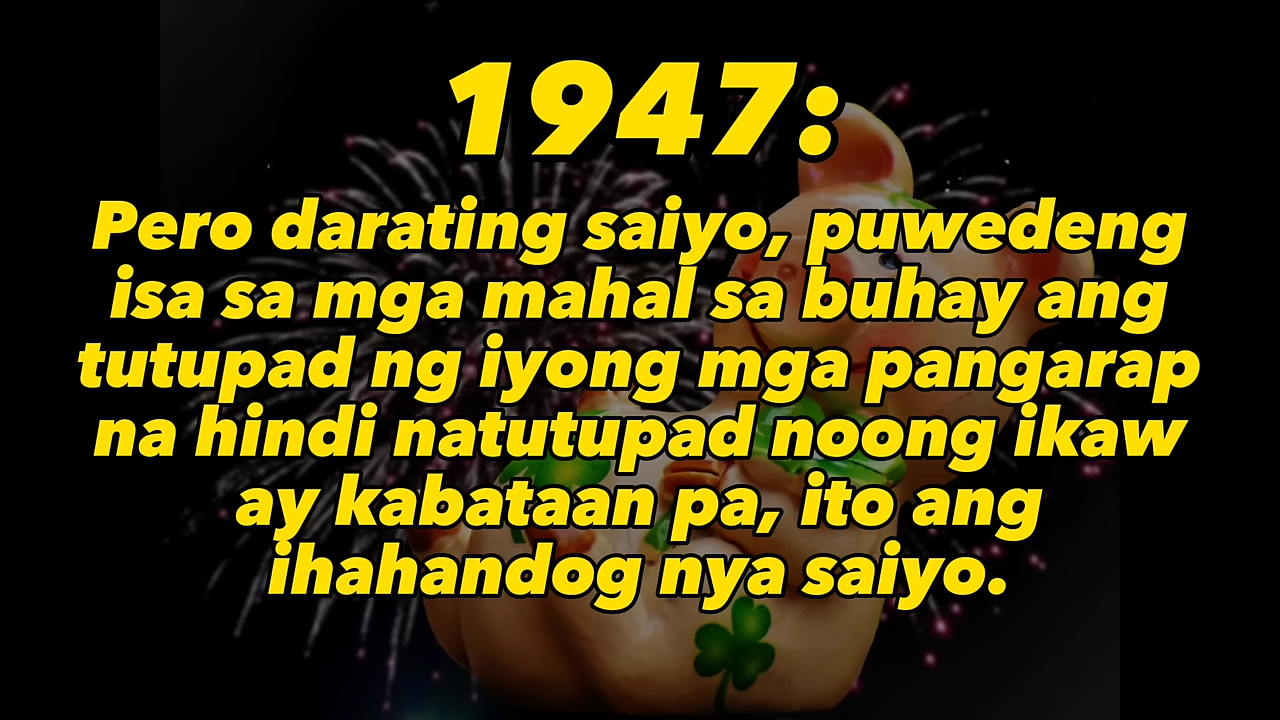 1947:
Pero darating saiyo, puwedeng
isa sa mga mahal sa buhay ang
tutupad ng iyong mga pangarap
na hindi natutupad noong ikaw
ay kabataan pa, ito ang
ihahandog nya saiyo.